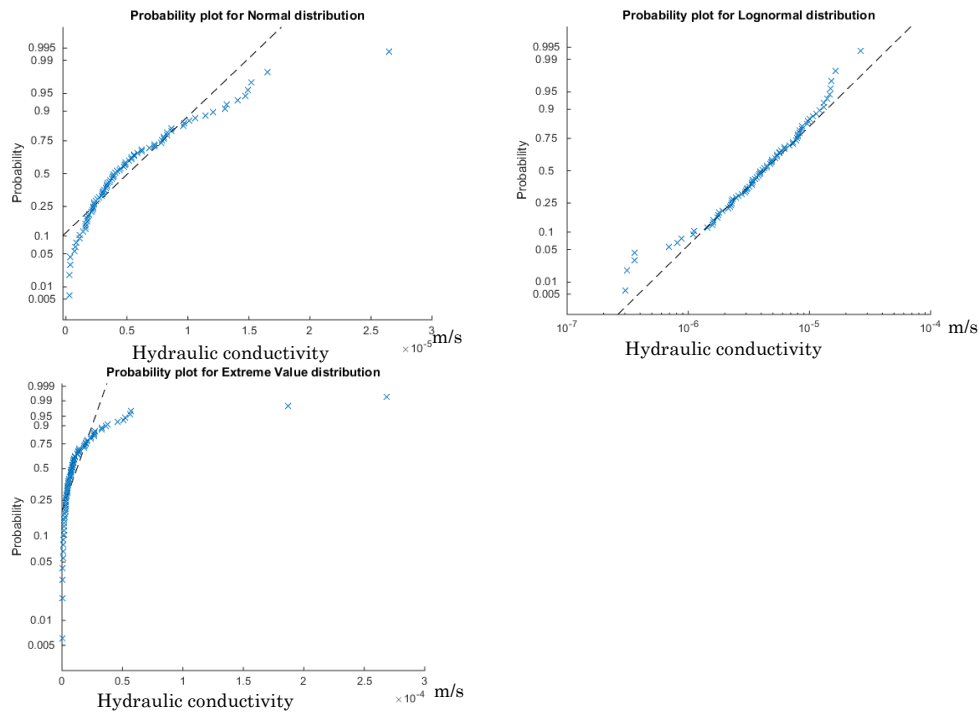 Probability plot for Normal distribution
0.995
0.99
0.95
0.9
0.75
0.5
0.25
0.1
0.05
0.01
0.005
Probability
0 0.5 1 1.5 2 2.5 3
×10⁻⁵ m/s
Hydraulic conductivity
Probability plot for Lognormal distribution
0.995
0.99
0.95
0.9
0.75
0.5
0.25
0.1
0.05
0.01
0.005
Probability
10⁻⁷ 10⁻⁶ 10⁻⁵ 10⁻⁴ m/s
Hydraulic conductivity
Probability plot for Extreme Value distribution
0.999
0.99
0.95
0.9
0.75
0.5
0.25
0.1
0.05
0.01
0.005
Probability
0 0.5 1 1.5 2 2.5 3
×10⁻⁴ m/s
Hydraulic conductivity